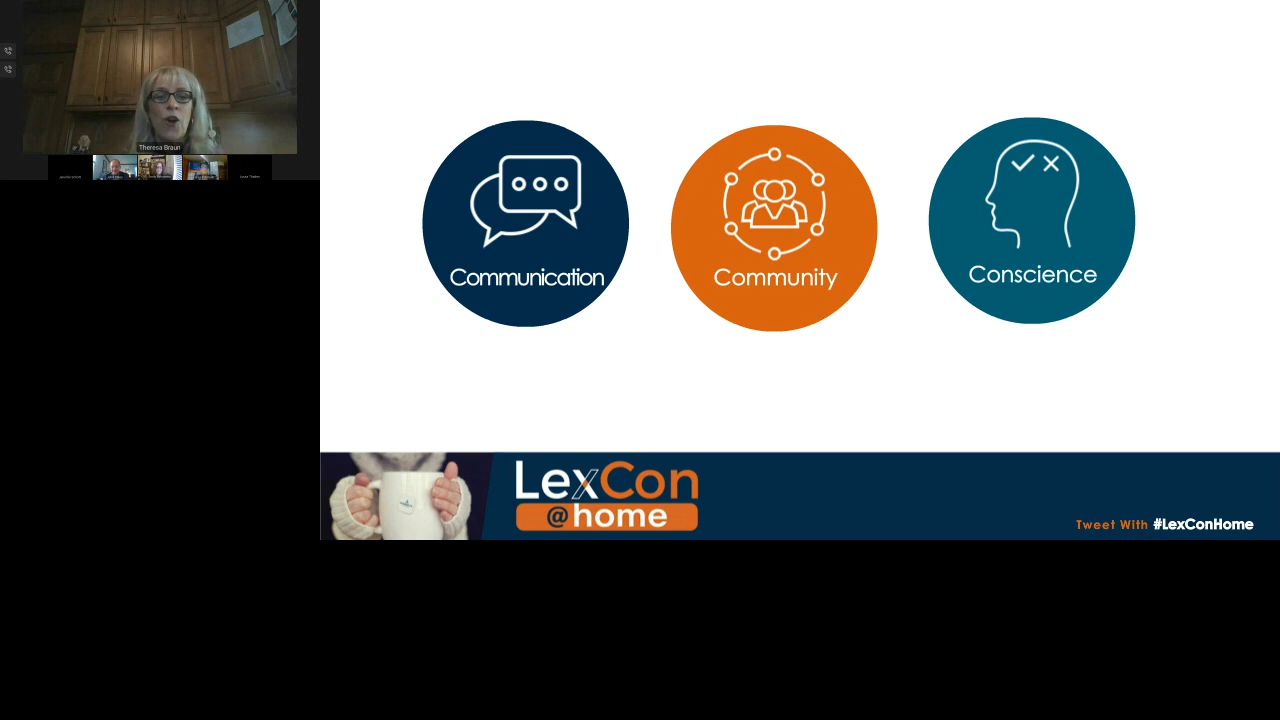 Theresa Braun
Communication
Community
Conscience
LexCon
@home
Tweet With #LexConHome